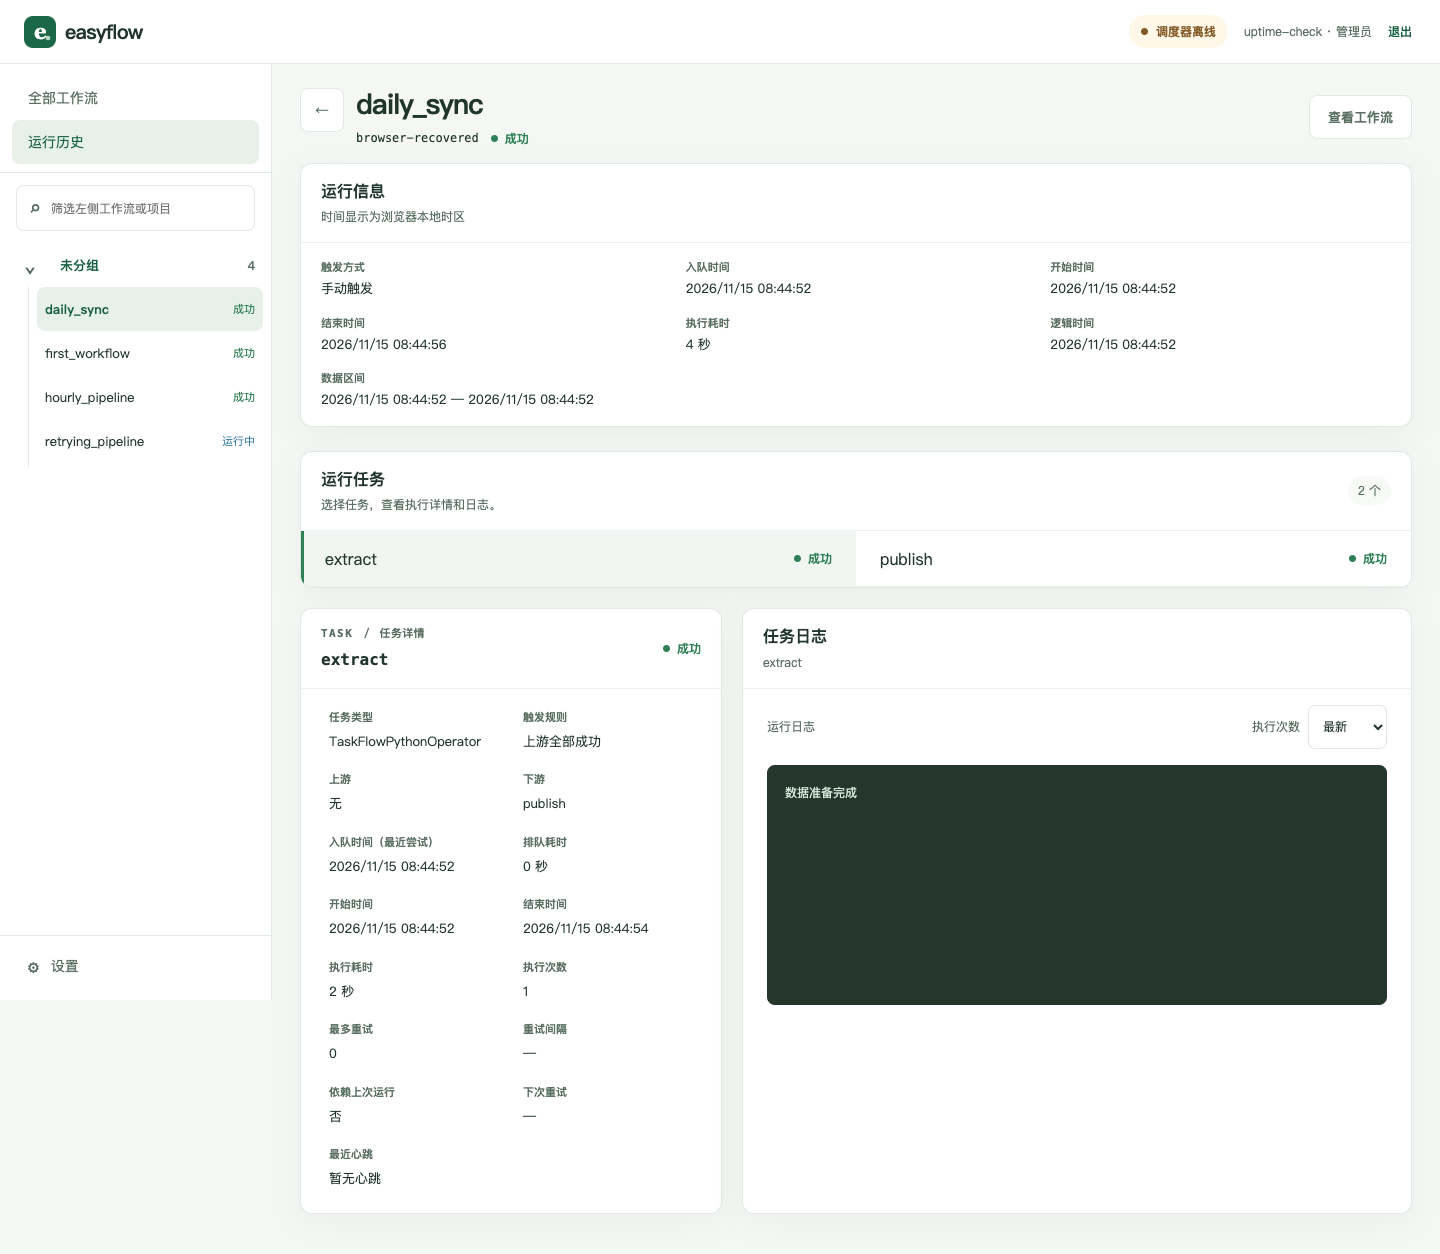 e. easyflow
调度器离线
uptime-check · 管理员
退出
全部工作流
运行历史
筛选左侧工作流或项目
未分组 4
daily_sync 成功
first_workflow 成功
hourly_pipeline 成功
retrying_pipeline 运行中
设置
← daily_sync
browser-recovered 成功
查看工作流
运行信息
时间显示为浏览器本地时区
触发方式
手动触发
入队时间
2026/11/15 08:44:52
开始时间
2026/11/15 08:44:52
结束时间
2026/11/15 08:44:56
执行耗时
4 秒
逻辑时间
2026/11/15 08:44:52
数据区间
2026/11/15 08:44:52 — 2026/11/15 08:44:52
运行任务
选择任务，查看执行详情和日志。
2 个
extract 成功
publish 成功
TASK / 任务详情
extract
成功
任务类型
TaskFlowPythonOperator
触发规则
上游全部成功
上游
无
下游
publish
入队时间（最近尝试）
2026/11/15 08:44:52
排队耗时
0 秒
开始时间
2026/11/15 08:44:52
结束时间
2026/11/15 08:44:54
执行耗时
2 秒
执行次数
1
最多重试
0
重试间隔
—
依赖上次运行
否
下次重试
—
最近心跳
暂无心跳
任务日志
extract
运行日志
执行次数 最新
数据准备完成